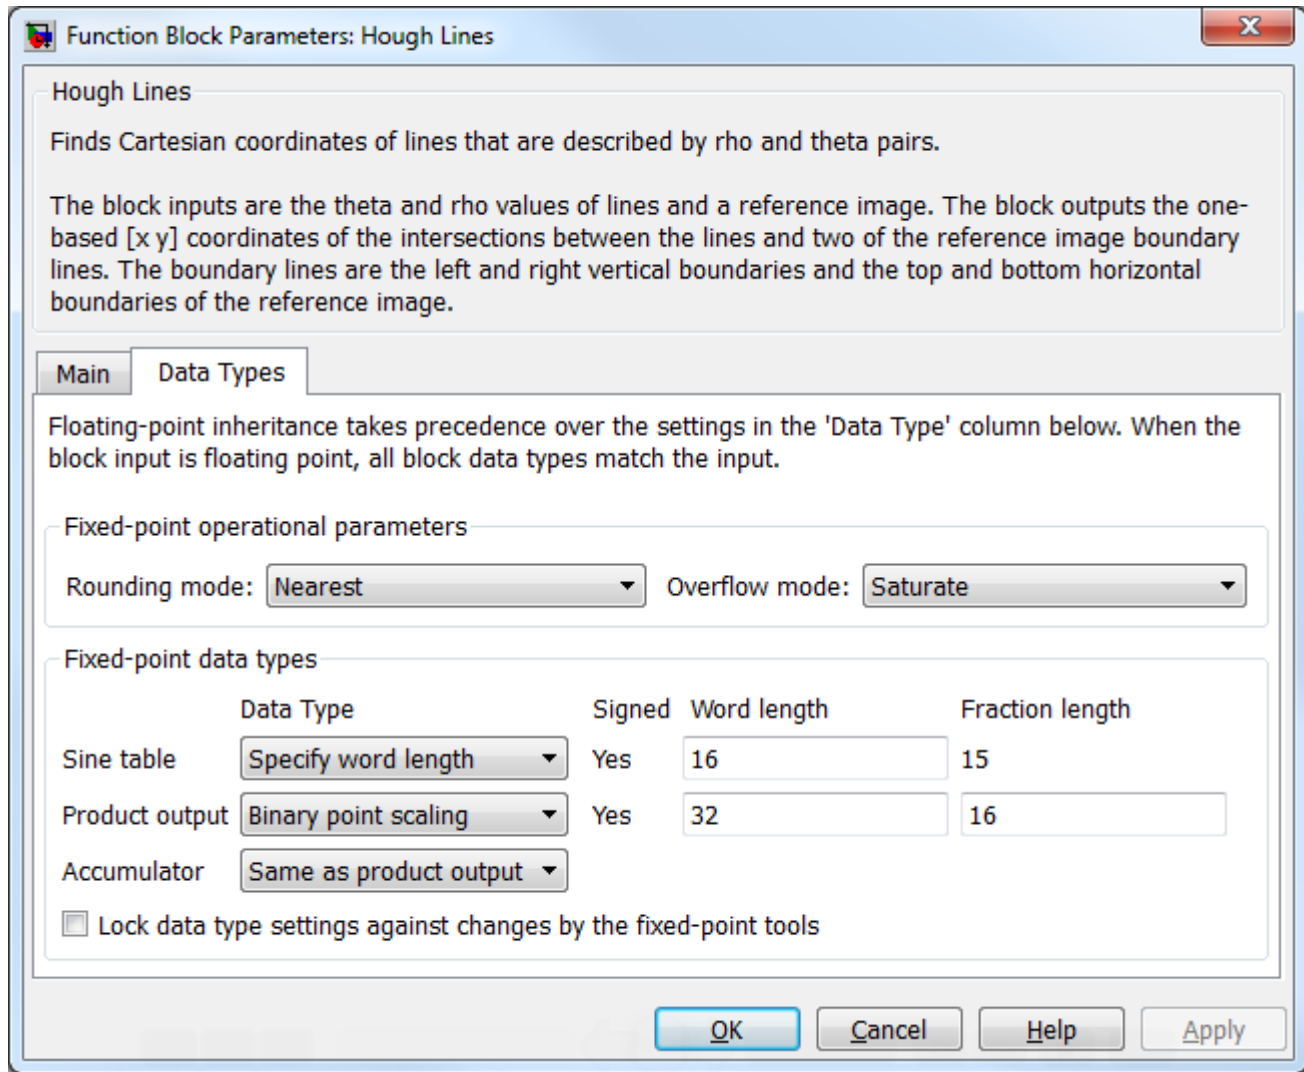 Function Block Parameters: Hough Lines
Hough Lines
Finds Cartesian coordinates of lines that are described by rho and theta pairs.
The block inputs are the theta and rho values of lines and a reference image. The block outputs the one-
based [x y] coordinates of the intersections between the lines and two of the reference image boundary
lines. The boundary lines are the left and right vertical boundaries and the top and bottom horizontal
boundaries of the reference image.
Main Data Types
Floating-point inheritance takes precedence over the settings in the 'Data Type' column below. When the
block input is floating point, all block data types match the input.
Fixed-point operational parameters
Rounding mode: Nearest Overflow mode: Saturate
Fixed-point data types
Data Type Signed Word length Fraction length
Sine table Specify word length Yes 16 15
Product output Binary point scaling Yes 32 16
Accumulator Same as product output
Lock data type settings against changes by the fixed-point tools
OK Cancel Help Apply